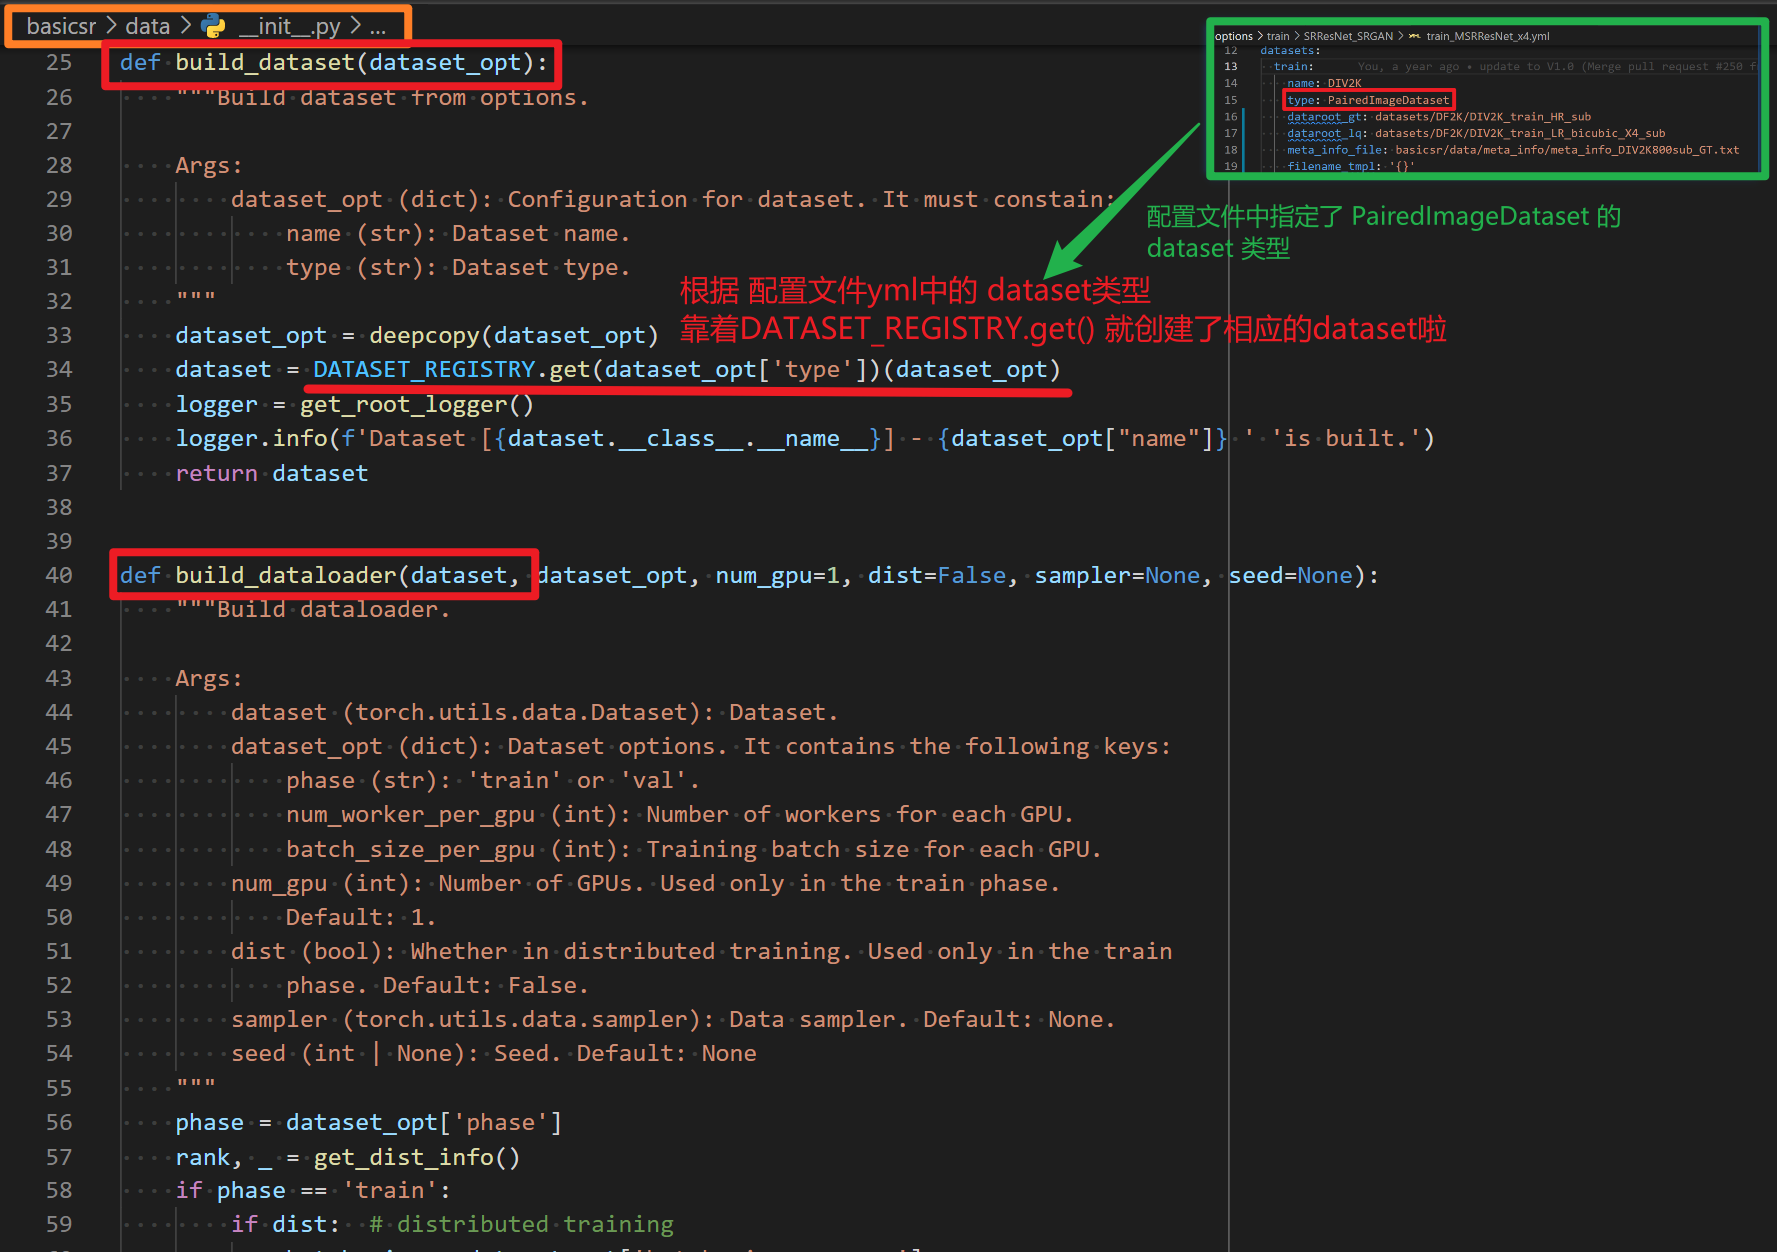 basicsr > data > __init__.py > ...
25 def build_dataset(dataset_opt):
26 """Build dataset from options.
27
28 Args:
29 dataset_opt (dict): Configuration for dataset. It must constain:
30 name (str): Dataset name.
31 type (str): Dataset type.
32 """
33 dataset_opt = deepcopy(dataset_opt)
34 dataset = DATASET_REGISTRY.get(dataset_opt['type'])(dataset_opt)
35 logger = get_root_logger()
36 logger.info(f'Dataset [{dataset.__class__.__name__}] - {dataset_opt["name"]} ' 'is built.')
37 return dataset
38
39
40 def build_dataloader(dataset, dataset_opt, num_gpu=1, dist=False, sampler=None, seed=None):
41 """Build dataloader.
42
43 Args:
44 dataset (torch.utils.data.Dataset): Dataset.
45 dataset_opt (dict): Dataset options. It contains the following keys:
46 phase (str): 'train' or 'val'.
47 num_worker_per_gpu (int): Number of workers for each GPU.
48 batch_size_per_gpu (int): Training batch size for each GPU.
49 num_gpu (int): Number of GPUs. Used only in the train phase.
50 Default: 1.
51 dist (bool): Whether in distributed training. Used only in the train
52 phase. Default: False.
53 sampler (torch.utils.data.sampler): Data sampler. Default: None.
54 seed (int | None): Seed. Default: None
55 """
56 phase = dataset_opt['phase']
57 rank, _ = get_dist_info()
58 if phase == 'train':
59 if dist: # distributed training
options > train > SRResNet_SRGAN > train_MSRResNet_x4.yml
12 datasets:
13 train: You, a year ago • update to V1.0 (Merge pull request #250 f
14 name: DIV2K
15 type: PairedImageDataset
16 dataroot_gt: datasets/DF2K/DIV2K_train_HR_sub
17 dataroot_lq: datasets/DF2K/DIV2K_train_LR_bicubic_X4_sub
18 meta_info_file: basicsr/data/meta_info/meta_info_DIV2K800sub_GT.txt
19 filename_tmpl: '{}'
配置文件中指定了 PairedImageDataset 的
dataset 类型
根据 配置文件yml中的 dataset类型
靠着DATASET_REGISTRY.get() 就创建了相应的dataset啦